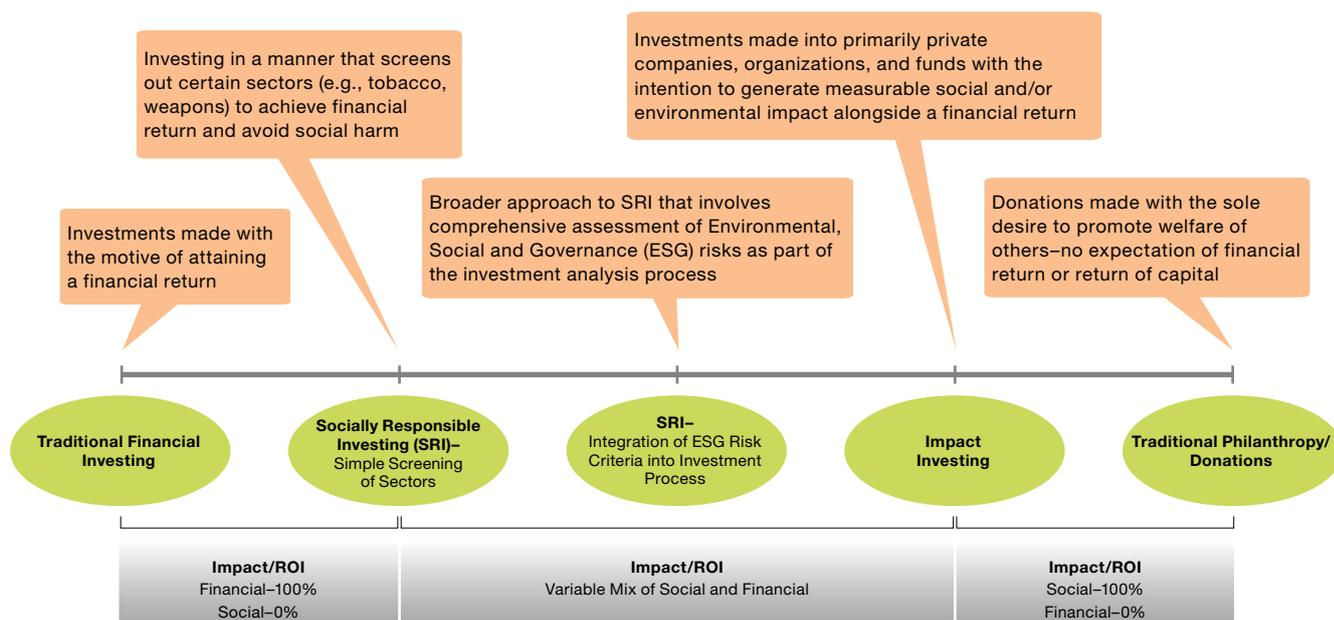 Investing in a manner that screens
out certain sectors (e.g., tobacco,
weapons) to achieve financial
return and avoid social harm
Investments made into primarily private
companies, organizations, and funds with the
intention to generate measurable social and/or
environmental impact alongside a financial return
Investments made with
the motive of attaining
a financial return
Broader approach to SRI that involves
comprehensive assessment of Environmental,
Social and Governance (ESG) risks as part of
the investment analysis process
Donations made with the sole
desire to promote welfare of
others–no expectation of financial
return or return of capital
Traditional Financial
Investing
Socially Responsible
Investing (SRI)–
Simple Screening
of Sectors
SRI–
Integration of ESG Risk
Criteria into Investment
Process
Impact
Investing
Traditional Philanthropy/
Donations
Impact/ROI
Financial–100%
Social–0%
Impact/ROI
Variable Mix of Social and Financial
Impact/ROI
Social–100%
Financial–0%